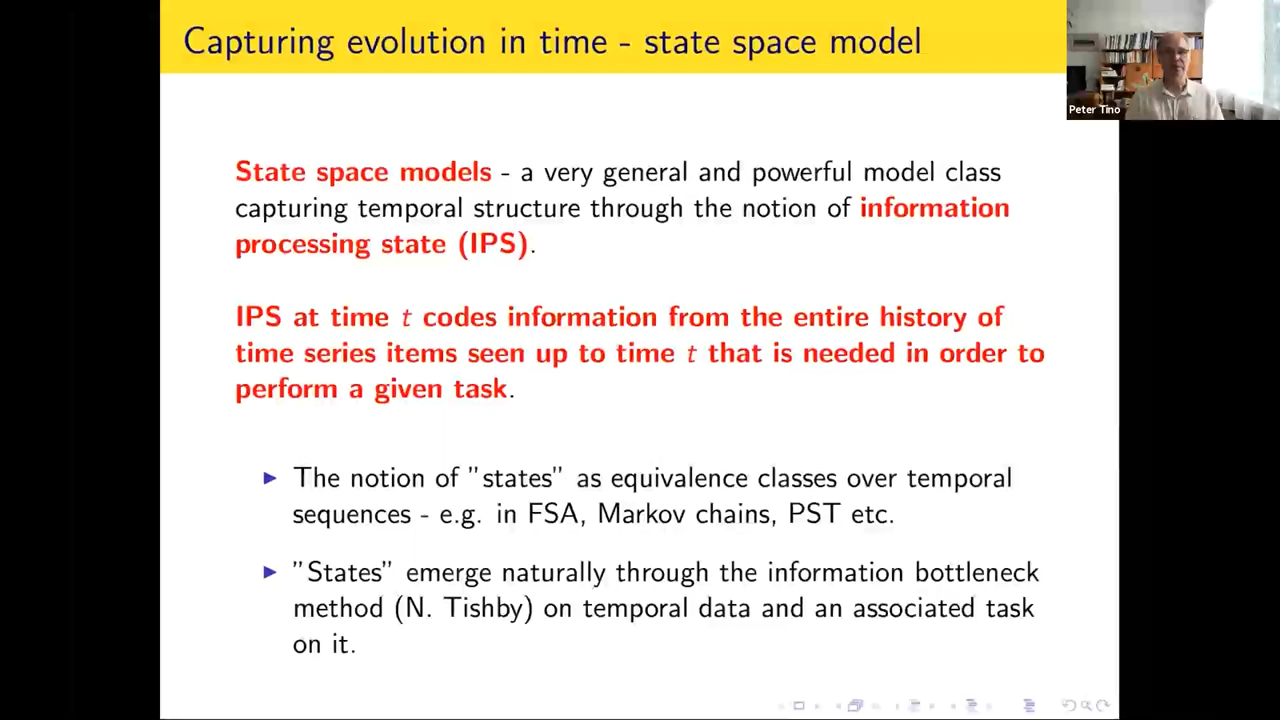 Capturing evolution in time - state space model
Peter Tino
State space models - a very general and powerful model class
capturing temporal structure through the notion of information
processing state (IPS).
IPS at time t codes information from the entire history of
time series items seen up to time t that is needed in order to
perform a given task.
The notion of "states" as equivalence classes over temporal
sequences - e.g. in FSA, Markov chains, PST etc.
"States" emerge naturally through the information bottleneck
method (N. Tishby) on temporal data and an associated task
on it.